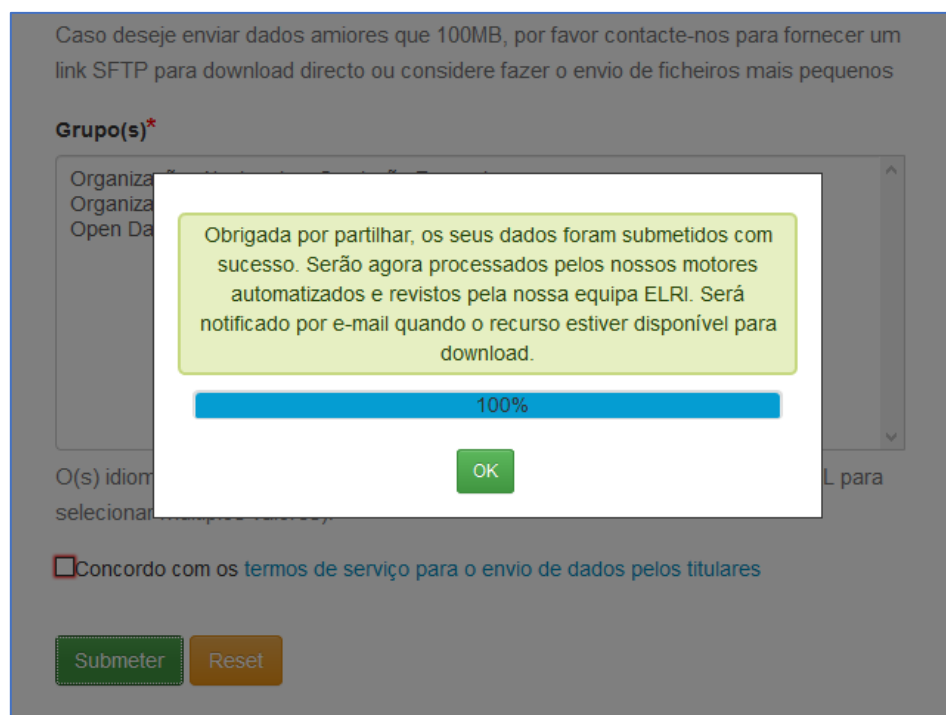 Caso deseje enviar dados amiores que 100MB, por favor contacte-nos para fornecer um
link SFTP para download directo ou considere fazer o envio de ficheiros mais pequenos
Grupo(s)*
Organiza
Organiza
Open Da
Obrigada por partilhar, os seus dados foram submetidos com
sucesso. Serão agora processados pelos nossos motores
automatizados e revistos pela nossa equipa ELRI. Será
notificado por e-mail quando o recurso estiver disponível para
download.
100%
OK
O(s) idiom L para
selecionar
Concordo com os termos de serviço para o envio de dados pelos titulares
Submeter Reset